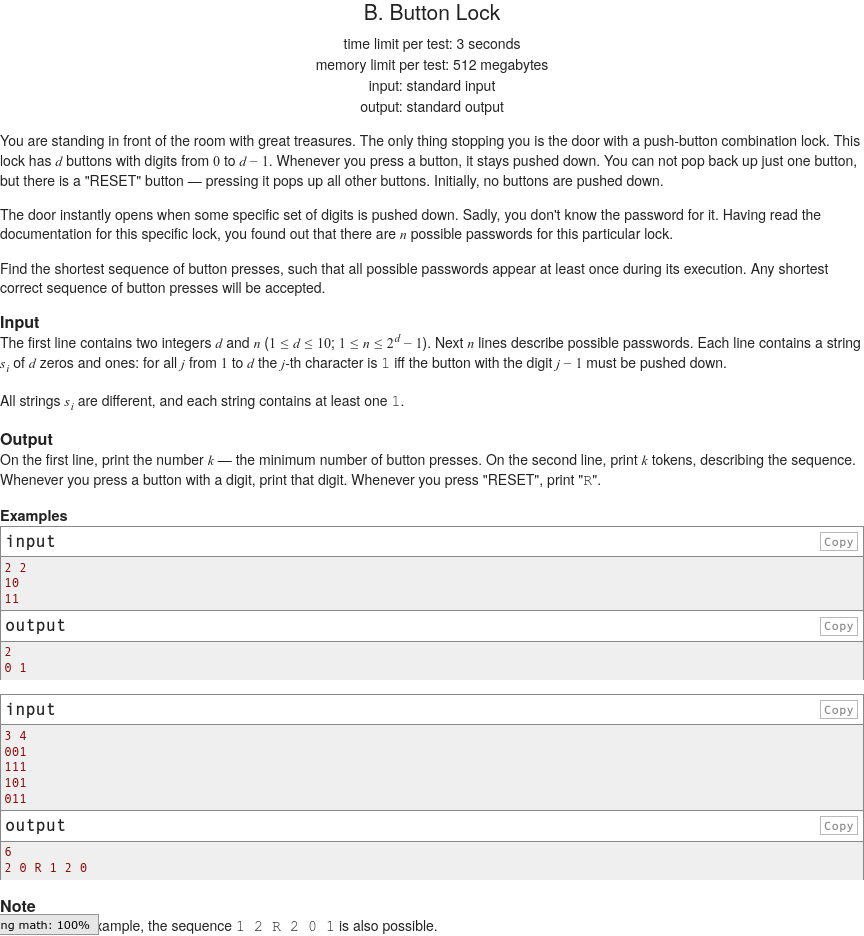 B. Button Lock
time limit per test: 3 seconds
memory limit per test: 512 megabytes
input: standard input
output: standard output
You are standing in front of the room with great treasures. The only thing stopping you is the door with a push-button combination lock. This
lock has d buttons with digits from 0 to d − 1. Whenever you press a button, it stays pushed down. You can not pop back up just one button,
but there is a "RESET" button — pressing it pops up all other buttons. Initially, no buttons are pushed down.
The door instantly opens when some specific set of digits is pushed down. Sadly, you don't know the password for it. Having read the
documentation for this specific lock, you found out that there are n possible passwords for this particular lock.
Find the shortest sequence of button presses, such that all possible passwords appear at least once during its execution. Any shortest
correct sequence of button presses will be accepted.
Input
The first line contains two integers d and n (1 ≤ d ≤ 10; 1 ≤ n ≤ 2^d − 1). Next n lines describe possible passwords. Each line contains a string
s_i of d zeros and ones: for all j from 1 to d the j-th character is 1 iff the button with the digit j − 1 must be pushed down.
All strings s_i are different, and each string contains at least one 1.
Output
On the first line, print the number k — the minimum number of button presses. On the second line, print k tokens, describing the sequence.
Whenever you press a button with a digit, print that digit. Whenever you press "RESET", print "R".
Examples
input Copy
2 2
10
11
output Copy
2
0 1
input Copy
3 4
001
111
101
011
output Copy
6
2 0 R 1 2 0
Note
ng math: 100% xample, the sequence 1 2 R 2 0 1 is also possible.